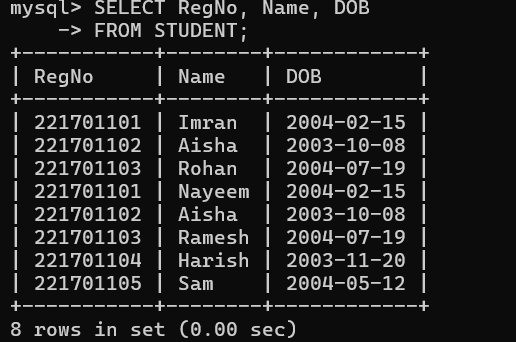 mysql> SELECT RegNo, Name, DOB
    -> FROM STUDENT;
+-----------+--------+------------+
| RegNo     | Name   | DOB        |
+-----------+--------+------------+
| 221701101 | Imran  | 2004-02-15 |
| 221701102 | Aisha  | 2003-10-08 |
| 221701103 | Rohan  | 2004-07-19 |
| 221701101 | Nayeem | 2004-02-15 |
| 221701102 | Aisha  | 2003-10-08 |
| 221701103 | Ramesh | 2004-07-19 |
| 221701104 | Harish | 2003-11-20 |
| 221701105 | Sam    | 2004-05-12 |
+-----------+--------+------------+
8 rows in set (0.00 sec)